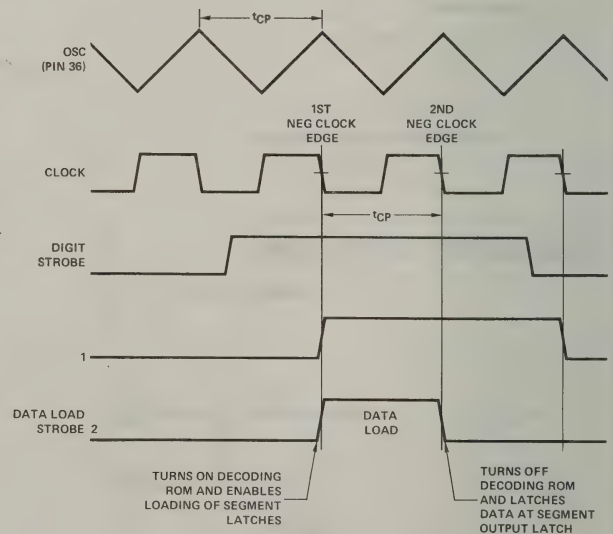 tCP
OSC
(PIN 36)
1ST
NEG CLOCK
EDGE
2ND
NEG CLOCK
EDGE
CLOCK
tCP
DIGIT
STROBE
1
DATA LOAD
STROBE 2
DATA
LOAD
TURNS ON DECODING
ROM AND ENABLES
LOADING OF SEGMENT
LATCHES
TURNS OFF
DECODING ROM
AND LATCHES
DATA AT SEGMENT
OUTPUT LATCH